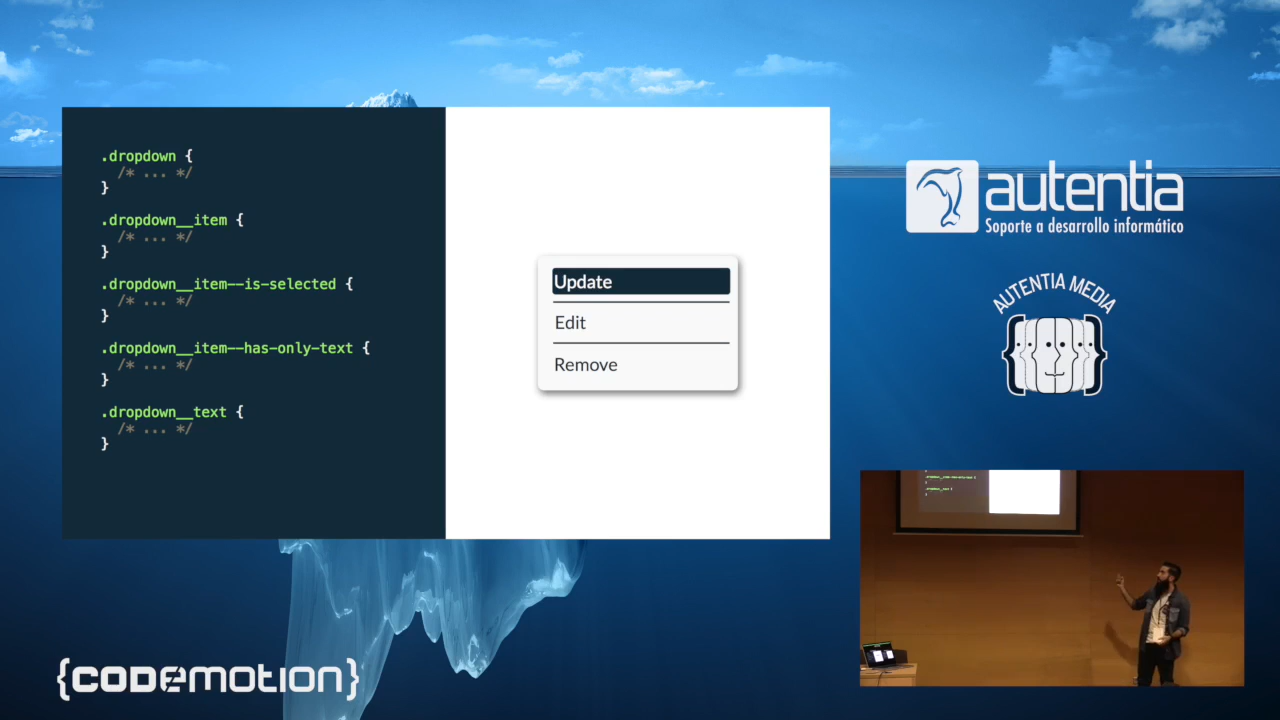 .dropdown {
/* ... */
}
.dropdown__item {
/* ... */
}
.dropdown__item--is-selected {
/* ... */
}
.dropdown__item--has-only-text {
/* ... */
}
.dropdown__text {
/* ... */
}
Update
Edit
Remove
autentia
Soporte a desarrollo informático
AUTENTIA MEDIA
{CODEMOTION}